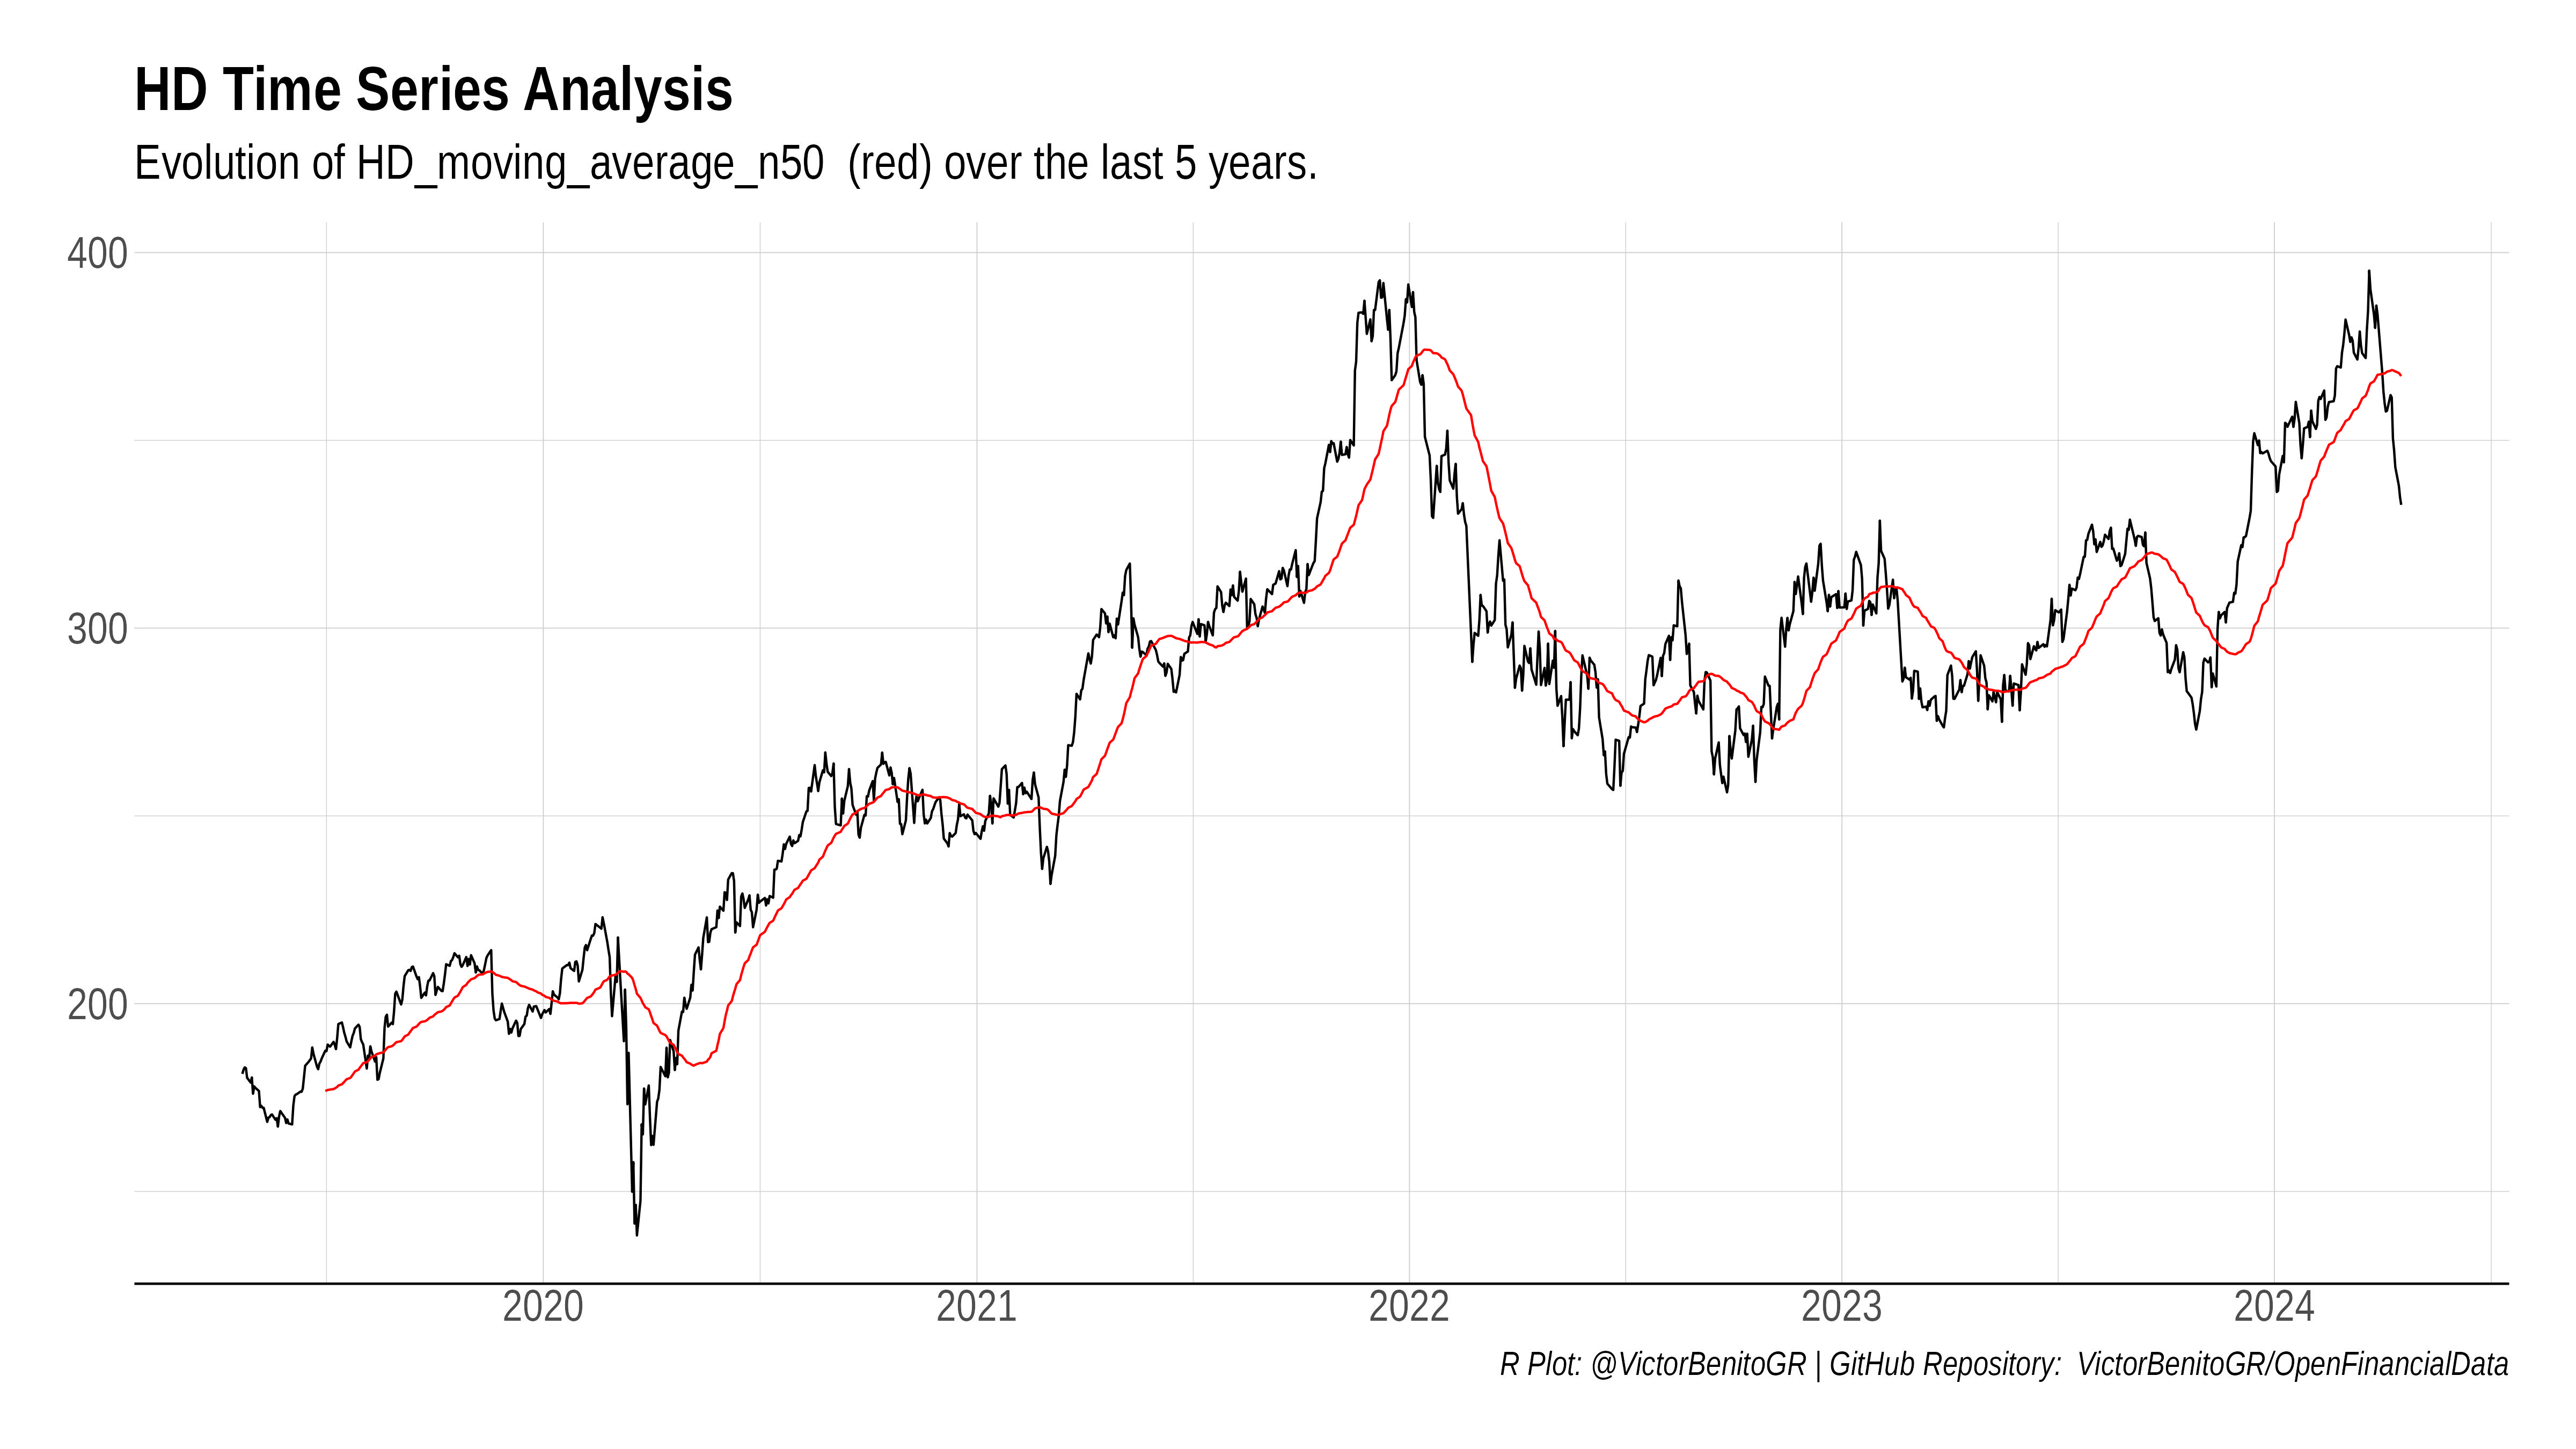 HD Time Series Analysis
Evolution of HD_moving_average_n50  (red) over the last 5 years.
400
300
200
2020 2021 2022 2023 2024
R Plot: @VictorBenitoGR | GitHub Repository:  VictorBenitoGR/OpenFinancialData